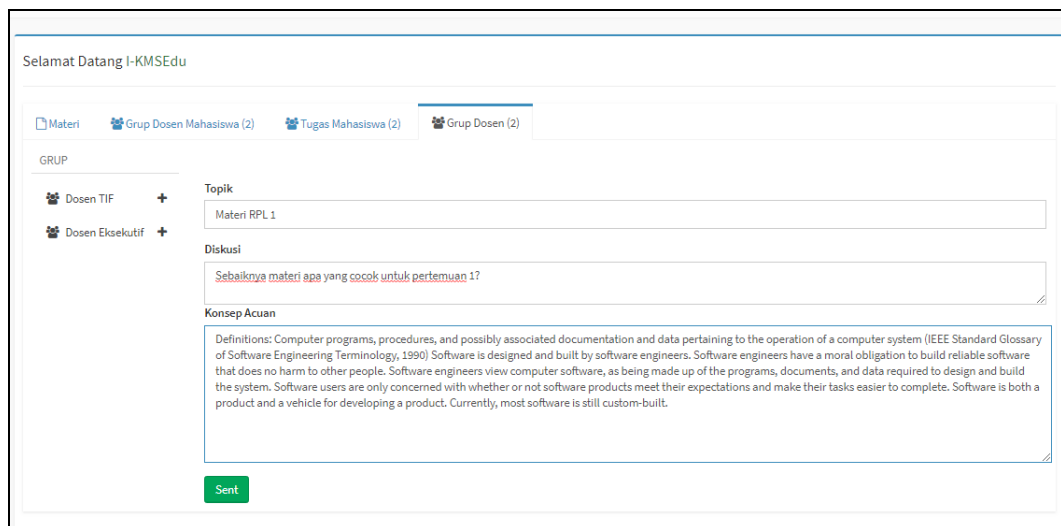 Selamat Datang I-KMSEdu
Materi Grup Dosen Mahasiswa (2) Tugas Mahasiswa (2) Grup Dosen (2)
GRUP
Dosen TIF +
Dosen Eksekutif +
Topik
Materi RPL 1
Diskusi
Sebaiknya materi apa yang cocok untuk pertemuan 1?
Konsep Acuan
Definitions: Computer programs, procedures, and possibly associated documentation and data pertaining to the operation of a computer system (IEEE Standard Glossary
of Software Engineering Terminology, 1990) Software is designed and built by software engineers. Software engineers have a moral obligation to build reliable software
that does no harm to other people. Software engineers view computer software, as being made up of the programs, documents, and data required to design and build
the system. Software users are only concerned with whether or not software products meet their expectations and make their tasks easier to complete. Software is both a
product and a vehicle for developing a product. Currently, most software is still custom-built.
Sent